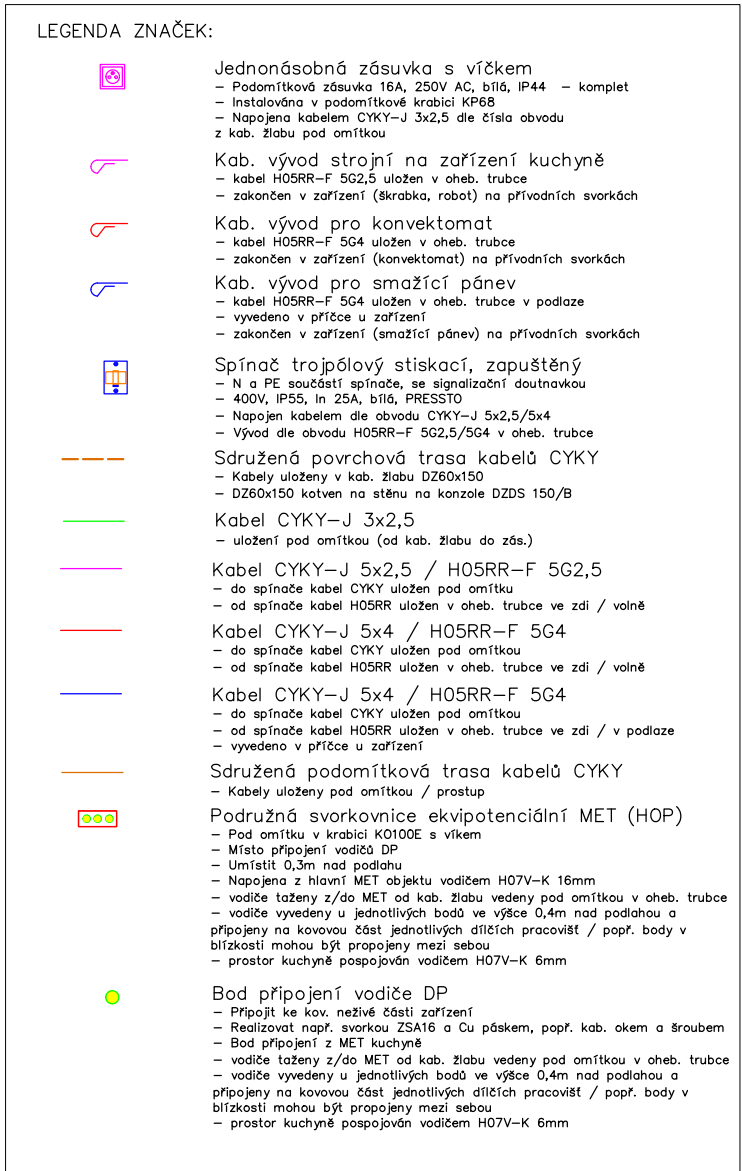 LEGENDA ZNAČEK:
Jednonásobná zásuvka s víčkem
– Podomítková zásuvka 16A, 250V AC, bílá, IP44 – komplet
– Instalována v podomítkové krabici KP68
– Napojena kabelem CYKY–J 3x2,5 dle čísla obvodu
z kab. žlabu pod omítkou
Kab. vývod strojní na zařízení kuchyně
– kabel H05RR–F 5G2,5 uložen v oheb. trubce
– zakončen v zařízení (škrabka, robot) na přívodních svorkách
Kab. vývod pro konvektomat
– kabel H05RR–F 5G4 uložen v oheb. trubce
– zakončen v zařízení (konvektomat) na přívodních svorkách
Kab. vývod pro smažící pánev
– kabel H05RR–F 5G4 uložen v oheb. trubce v podlaze
– vyvedeno v příčce u zařízení
– zakončen v zařízení (smažící pánev) na přívodních svorkách
Spínač trojpólový stiskací, zapuštěný
– N a PE součástí spínače, se signalizační doutnavkou
– 400V, IP55, In 25A, bílá, PRESSTO
– Napojen kabelem dle obvodu CYKY–J 5x2,5/5x4
– Vývod dle obvodu H05RR–F 5G2,5/5G4 v oheb. trubce
Sdružená povrchová trasa kabelů CYKY
– Kabely uloženy v kab. žlabu DZ60x150
– DZ60x150 kotven na stěnu na konzole DZDS 150/B
Kabel CYKY–J 3x2,5
– uložení pod omítkou (od kab. žlabu do zás.)
Kabel CYKY–J 5x2,5 / H05RR–F 5G2,5
– do spínače kabel CYKY uložen pod omítku
– od spínače kabel H05RR uložen v oheb. trubce ve zdi / volně
Kabel CYKY–J 5x4 / H05RR–F 5G4
– do spínače kabel CYKY uložen pod omítkou
– od spínače kabel H05RR uložen v oheb. trubce ve zdi / volně
Kabel CYKY–J 5x4 / H05RR–F 5G4
– do spínače kabel CYKY uložen pod omítkou
– od spínače kabel H05RR uložen v oheb. trubce ve zdi / v podlaze
– vyvedeno v příčce u zařízení
Sdružená podomítková trasa kabelů CYKY
– Kabely uloženy pod omítkou / prostup
Podružná svorkovnice ekvipotenciální MET (HOP)
– Pod omítku v krabici KO100E s víkem
– Místo připojení vodičů DP
– Umístit 0,3m nad podlahu
– Napojena z hlavní MET objektu vodičem H07V–K 16mm
– vodiče taženy z/do MET od kab. žlabu vedeny pod omítkou v oheb. trubce
– vodiče vyvedeny u jednotlivých bodů ve výšce 0,4m nad podlahou a
připojeny na kovovou část jednotlivých dílčích pracovišť / popř. body v
blízkosti mohou být propojeny mezi sebou
– prostor kuchyně pospojován vodičem H07V–K 6mm
Bod připojení vodiče DP
– Připojit ke kov. neživé části zařízení
– Realizovat např. svorkou ZSA16 a Cu páskem, popř. kab. okem a šroubem
– Bod připojení z MET kuchyně
– vodiče taženy z/do MET od kab. žlabu vedeny pod omítkou v oheb. trubce
– vodiče vyvedeny u jednotlivých bodů ve výšce 0,4m nad podlahou a
připojeny na kovovou část jednotlivých dílčích pracovišť / popř. body v
blízkosti mohou být propojeny mezi sebou
– prostor kuchyně pospojován vodičem H07V–K 6mm